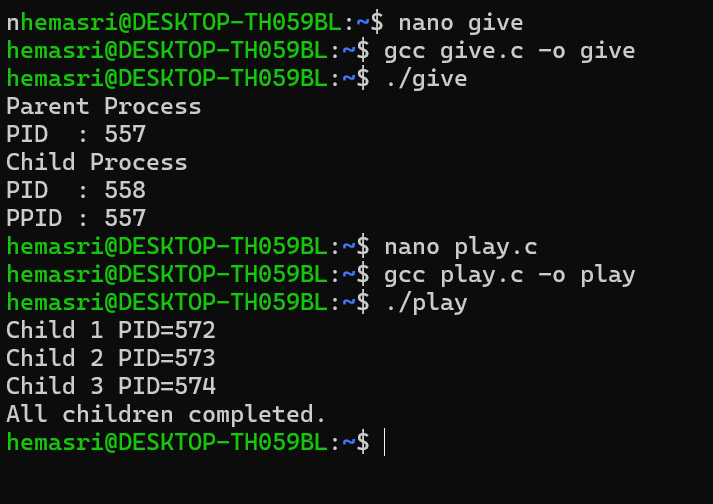 nhemasri@DESKTOP-TH059BL:~$ nano give
hemasri@DESKTOP-TH059BL:~$ gcc give.c -o give
hemasri@DESKTOP-TH059BL:~$ ./give
Parent Process
PID  : 557
Child Process
PID  : 558
PPID : 557
hemasri@DESKTOP-TH059BL:~$ nano play.c
hemasri@DESKTOP-TH059BL:~$ gcc play.c -o play
hemasri@DESKTOP-TH059BL:~$ ./play
Child 1 PID=572
Child 2 PID=573
Child 3 PID=574
All children completed.
hemasri@DESKTOP-TH059BL:~$